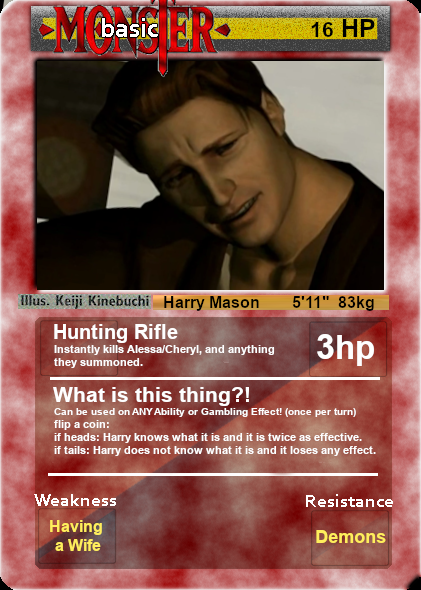 MONSTER
basic
16 HP
Illus. Keiji Kinebuchi
Harry Mason 5'11" 83kg
Hunting Rifle
Instantly kills Alessa/Cheryl, and anything
they summoned.
3hp
What is this thing?!
Can be used on ANY Ability or Gambling Effect! (once per turn)
flip a coin:
if heads: Harry knows what it is and it is twice as effective.
if tails: Harry does not know what it is and it loses any effect.
Weakness
Having
a Wife
Resistance
Demons